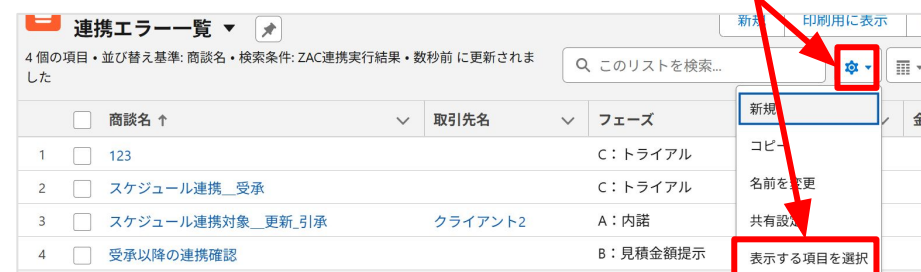 連携エラー一覧
新規 印刷用に表示
4 個の項目・並び替え基準: 商談名・検索条件: ZAC連携実行結果・数秒前 に更新されま
した
このリストを検索...
商談名 ↑ 取引先名 フェーズ
1 123 C：トライアル
2 スケジュール連携__受承 C：トライアル
3 スケジュール連携対象__更新_引承 クライアント2 A：内諾
4 受承以降の連携確認 B：見積金額提示
新規
コピー
名前を変更
共有設定
表示する項目を選択